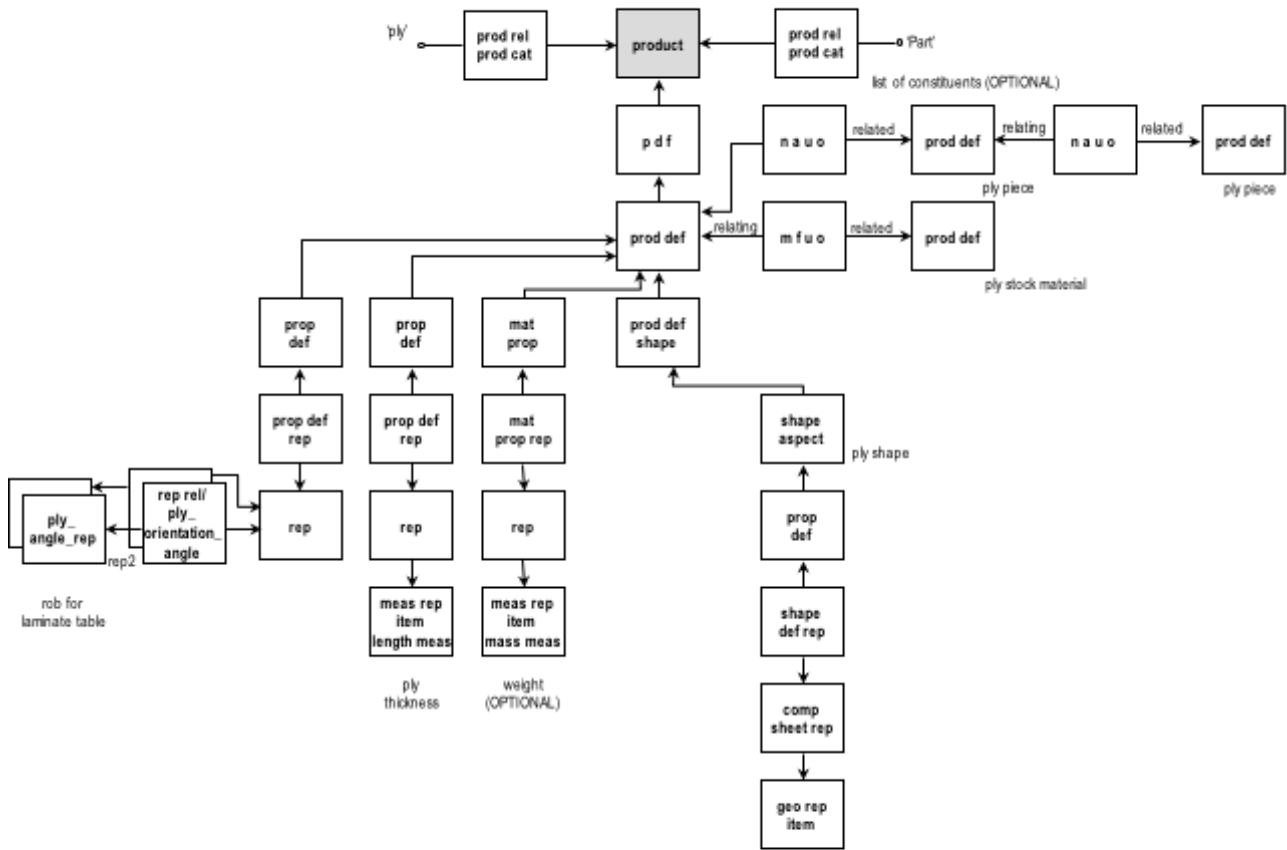 'ply'
prod rel
prod cat
product
prod rel
prod cat
'Part'
list of constituents (OPTIONAL)
p d f
n a u o
related
prod def
relating
n a u o
related
prod def
ply piece
ply piece
prod def
relating
m f u o
related
prod def
ply stock material
prop
def
prop
def
mat
prop
prod def
shape
prop def
rep
prop def
rep
mat
prop rep
shape
aspect
ply shape
ply_
angle_rep
rep2
rep rel/
ply_
orientation_
angle
rep
rep
rep
prop
def
rob for
laminate table
meas rep
item
length meas
meas rep
item
mass meas
shape
def rep
ply
thickness
weight
(OPTIONAL)
comp
sheet rep
geo rep
item